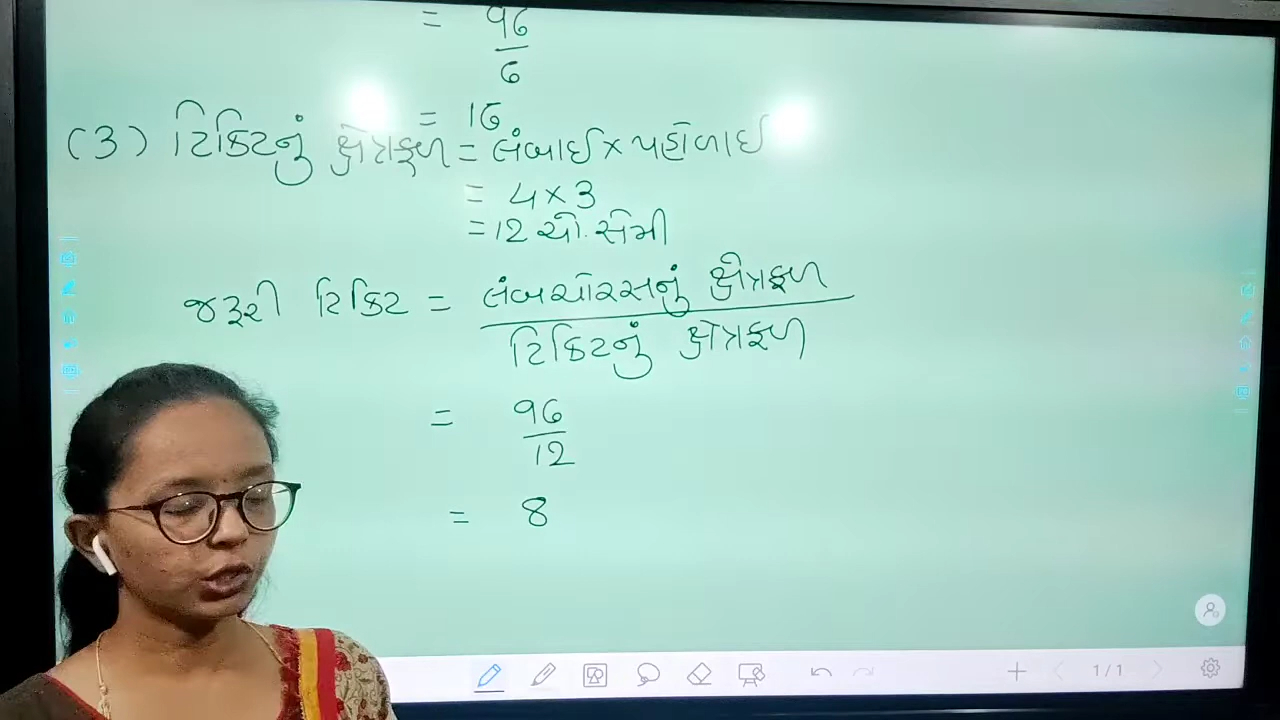 = 96
6
= 16
(3) ટિકિટનું ક્ષેત્રફળ = લંબાઈ × પહોળાઈ
= 4 × 3
= 12 ચો. સેમી
જરૂરી ટિકિટ = લંબચોરસનું ક્ષેત્રફળ
ટિકિટનું ક્ષેત્રફળ
= 96
12
= 8
1/1